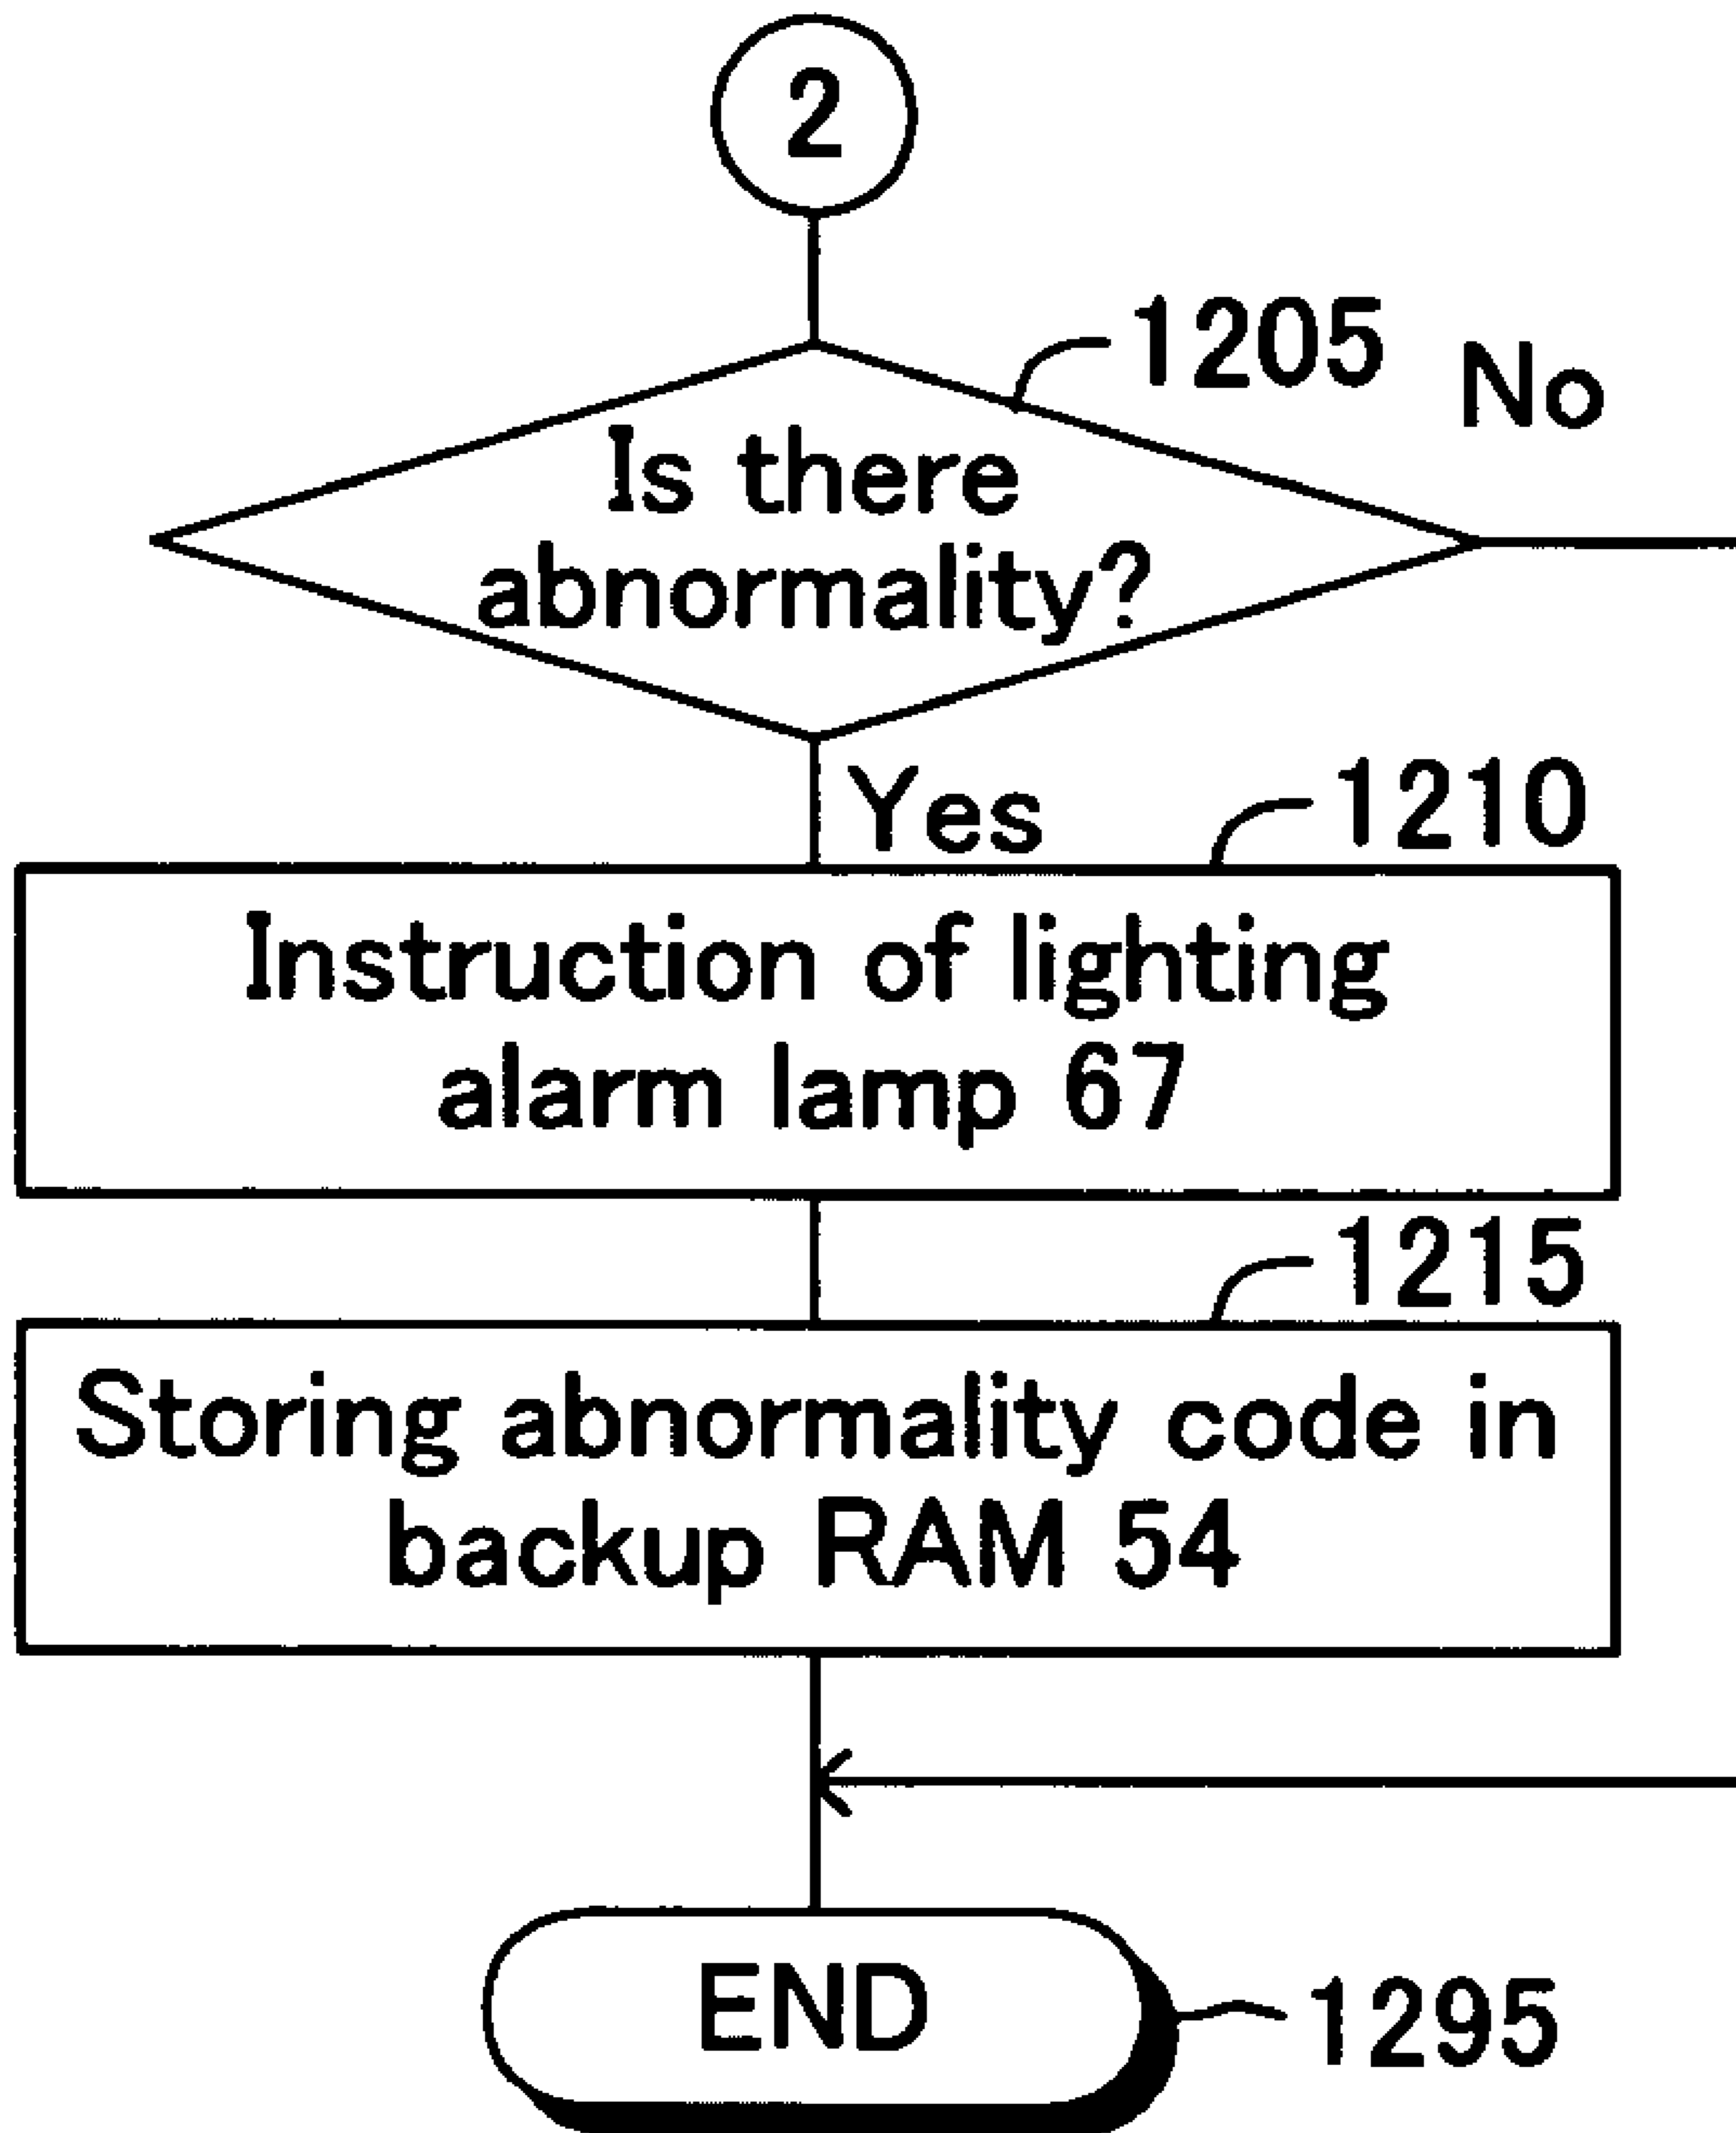 2
1205
No
Is there
abnormality?
Yes
1210
Instruction of lighting
alarm lamp 67
1215
Storing abnormality code in
backup RAM 54
END
1295